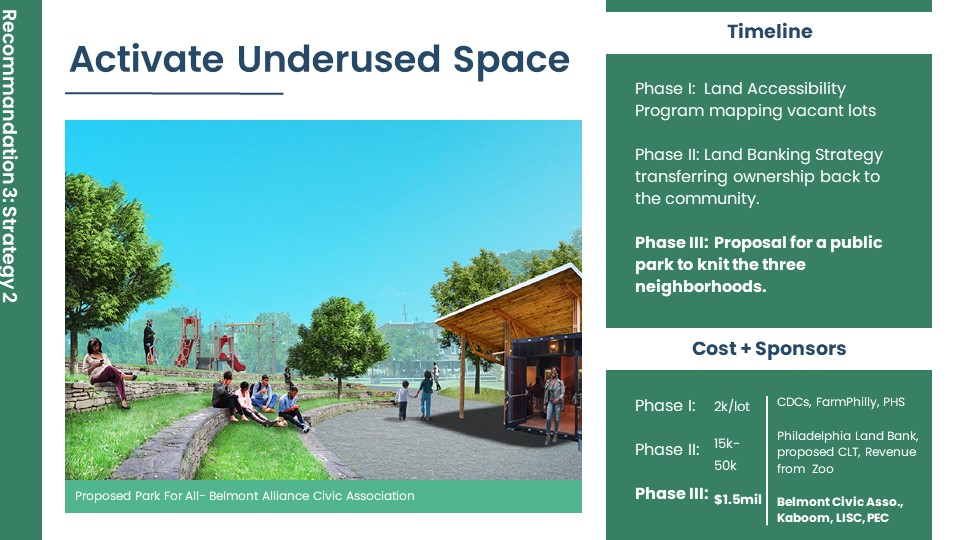 Recommandation 3: Strategy 2
Activate Underused Space
Proposed Park For All- Belmont Alliance Civic Association
Timeline
Phase I: Land Accessibility
Program mapping vacant lots
Phase II: Land Banking Strategy
transferring ownership back to
the community.
Phase III: Proposal for a public
park to knit the three
neighborhoods.
Cost + Sponsors
Phase I: 2k/lot
CDCs, FarmPhilly, PHS
Phase II: 15k-
50k
Philadelphia Land Bank,
proposed CLT, Revenue
from Zoo
Phase III: $1.5mil
Belmont Civic Asso.,
Kaboom, LISC, PEC